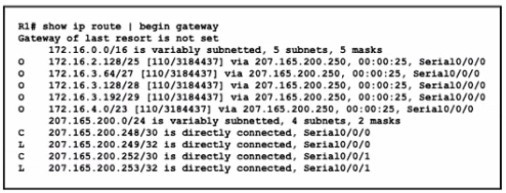 R1# show ip route | begin gateway
Gateway of last resort is not set
172.16.0.0/16 is variably subnetted, 5 subnets, 5 masks
O 172.16.2.128/25 [110/3184437] via 207.165.200.250, 00:00:25, Serial0/0/0
O 172.16.3.64/27 [110/3184437] via 207.165.200.250, 00:00:25, Serial0/0/0
O 172.16.3.128/28 [110/3184437] via 207.165.200.250, 00:00:25, Serial0/0/0
O 172.16.3.192/29 [110/3184437] via 207.165.200.250, 00:00:25, Serial0/0/0
O 172.16.4.0/23 [110/3184437] via 207.165.200.250, 00:00:25, Serial0/0/0
207.165.200.0/24 is variably subnetted, 4 subnets, 2 masks
C 207.165.200.248/30 is directly connected, Serial0/0/0
L 207.165.200.249/32 is directly connected, Serial0/0/0
C 207.165.200.252/30 is directly connected, Serial0/0/1
L 207.165.200.253/32 is directly connected, Serial0/0/1